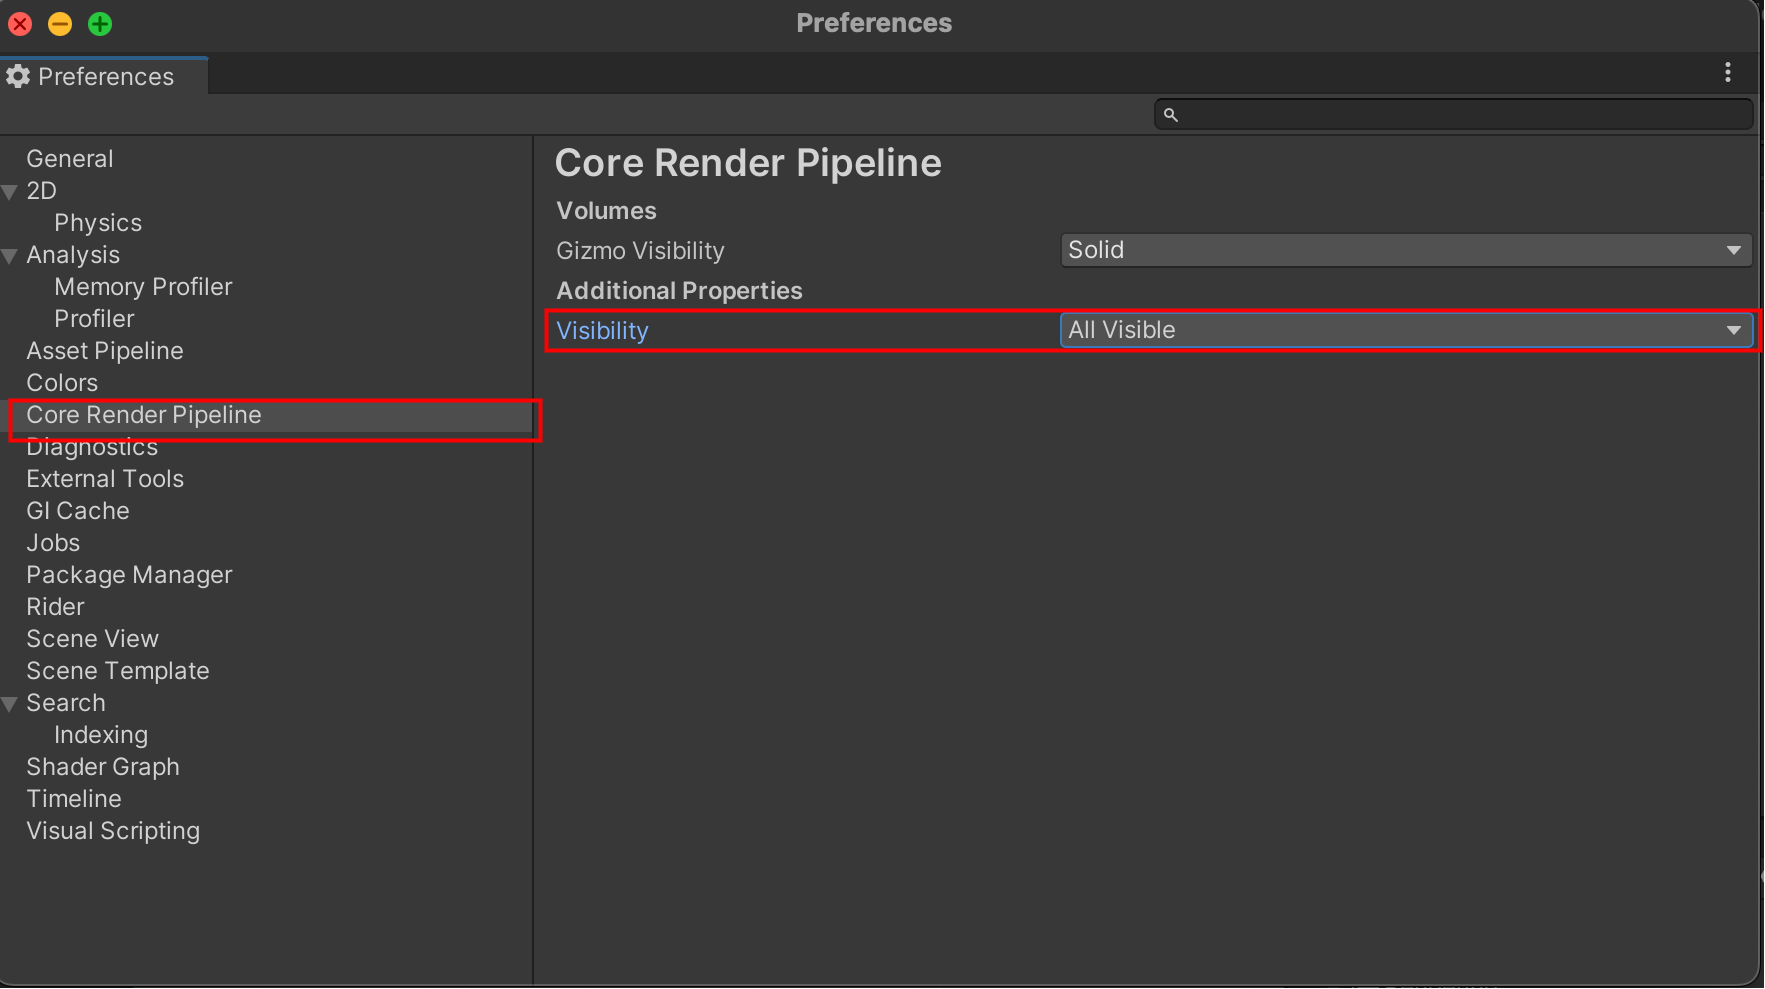 Preferences
Preferences
General
2D
Physics
Analysis
Memory Profiler
Profiler
Asset Pipeline
Colors
Core Render Pipeline
Diagnostics
External Tools
GI Cache
Jobs
Package Manager
Rider
Scene View
Scene Template
Search
Indexing
Shader Graph
Timeline
Visual Scripting
Core Render Pipeline
Volumes
Gizmo Visibility Solid
Additional Properties
Visibility All Visible